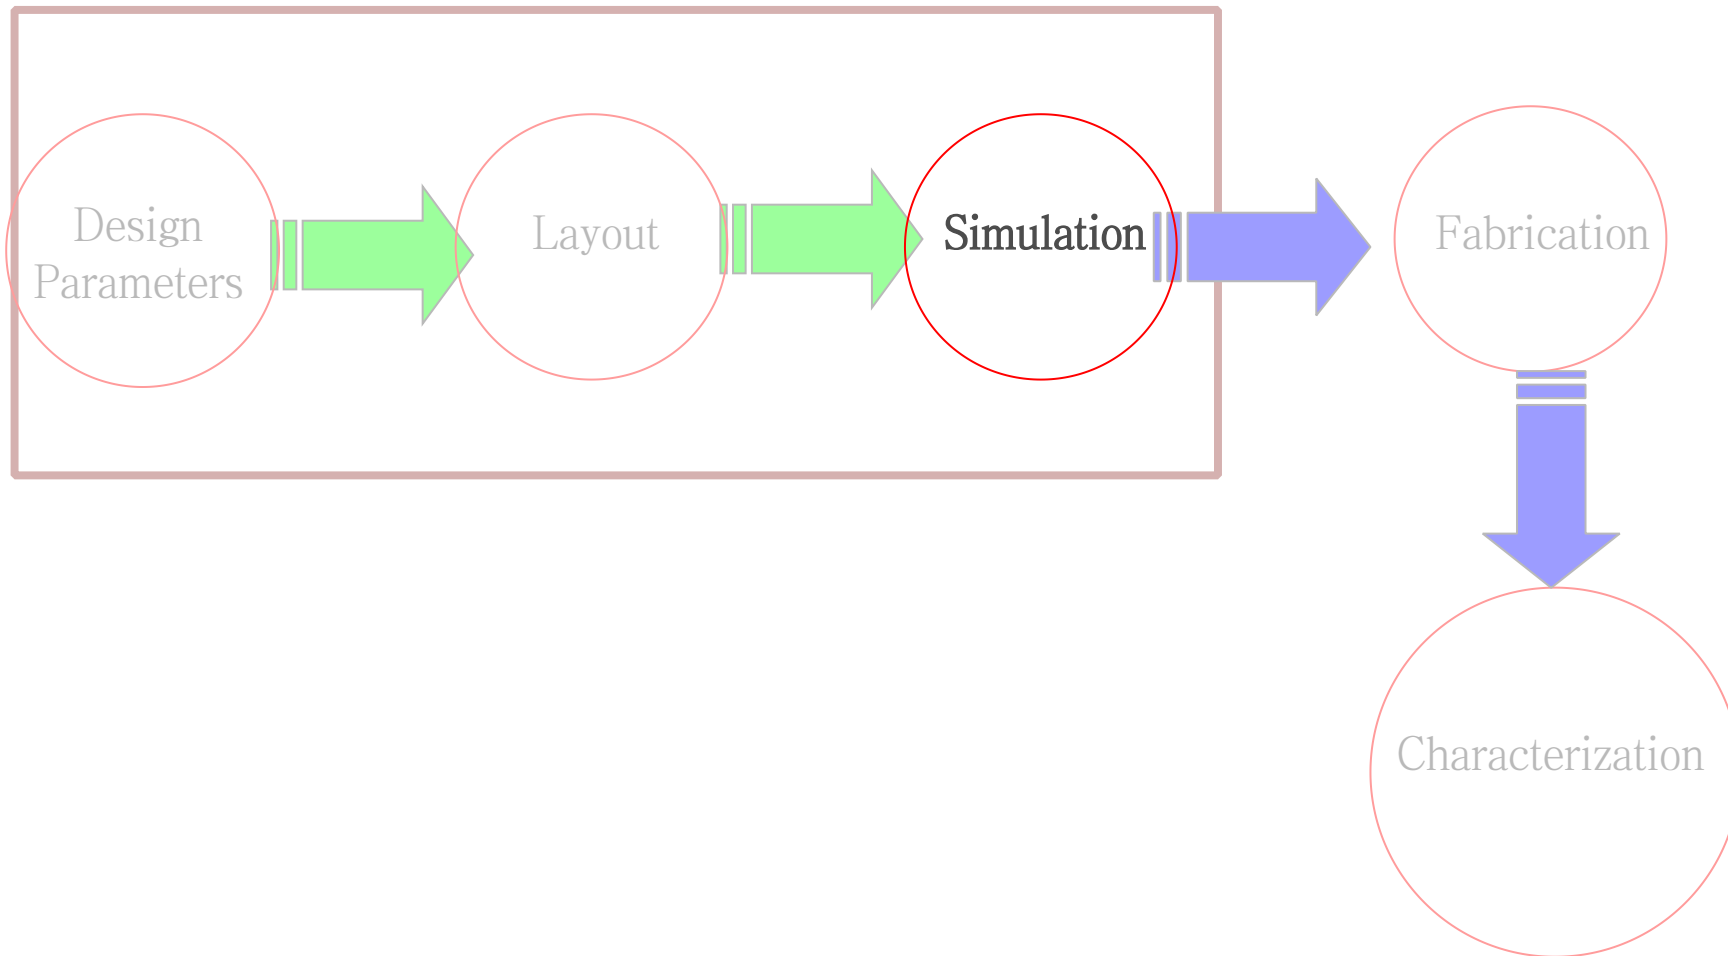 Design
Parameters
Layout
Simulation
Fabrication
Characterization